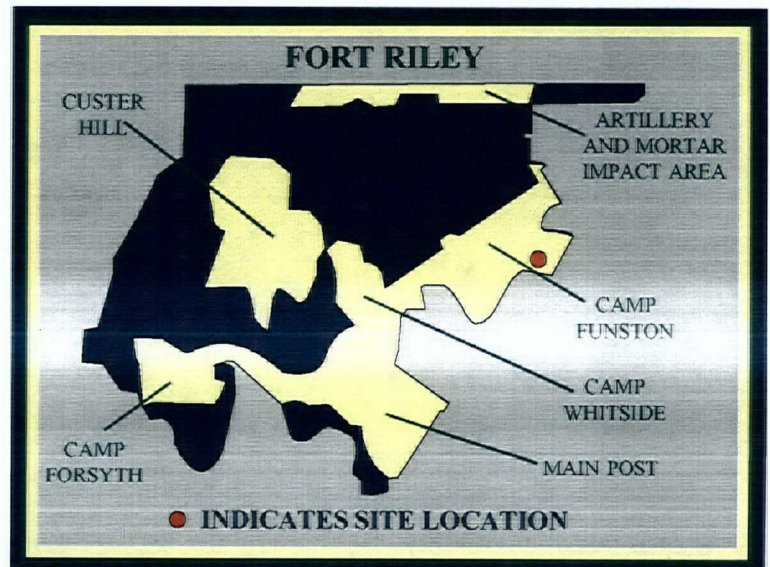 FORT RILEY
CUSTER
HILL
ARTILLERY
AND MORTAR
IMPACT AREA
CAMP
FUNSTON
CAMP
WHITSIDE
CAMP
FORSYTH
MAIN POST
INDICATES SITE LOCATION